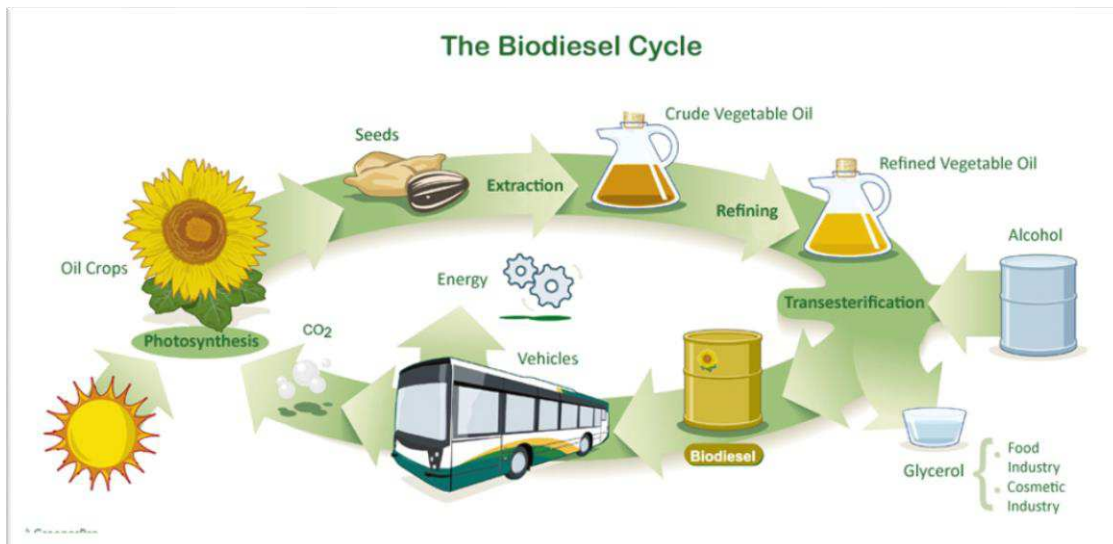 The Biodiesel Cycle
Seeds
Crude Vegetable Oil
Refined Vegetable Oil
Extraction
Refining
Alcohol
Oil Crops
Energy
Transesterification
Photosynthesis
CO2
Vehicles
Biodiesel
Glycerol
Food
Industry
Cosmetic
Industry